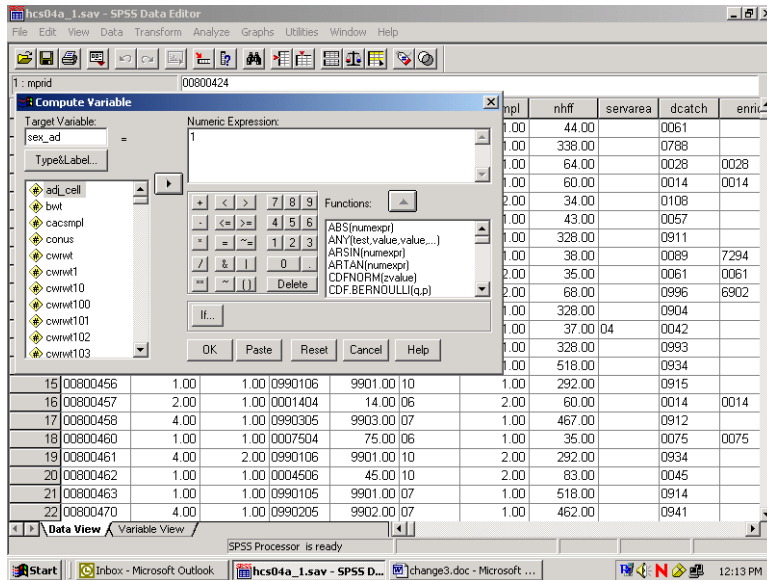 hcs04a_1.sav - SPSS Data Editor
File Edit View Data Transform Analyze Graphs Utilities Window Help
1 : mprid 00800424
Compute Variable
Target Variable:
sex_ad
=
Numeric Expression:
1
Type&Label...
adj_cell
bwt
cacsmpl
conus
cwrwt
cwrwt1
cwrwt10
cwrwt100
cwrwt101
cwrwt102
cwrwt103
+ < > 7 8 9
- <= >= 4 5 6
* = ~= 1 2 3
/ & | 0 .
** ~ () Delete
Functions:
ABS(numexpr)
ANY(test,value,value,...)
ARSIN(numexpr)
ARTAN(numexpr)
CDFNORM(zvalue)
CDF.BERNOULLI(q,p)
If...
OK Paste Reset Cancel Help
mpl nhff servarea dcatch enric
1.00 44.00 0061
1.00 338.00 0788
1.00 64.00 0028 0028
1.00 60.00 0014 0014
2.00 34.00 0108
1.00 43.00 0057
1.00 328.00 0911
1.00 38.00 0089 7294
2.00 35.00 0061 0061
2.00 68.00 0996 6902
1.00 328.00 0904
1.00 37.00 04 0042
1.00 328.00 0993
1.00 518.00 0934
15 00800456 1.00 1.00 0990106 9901.00 10 1.00 292.00 0915
16 00800457 2.00 1.00 0001404 14.00 06 2.00 60.00 0014 0014
17 00800458 4.00 1.00 0990305 9903.00 07 1.00 467.00 0912
18 00800460 1.00 1.00 0007504 75.00 06 1.00 35.00 0075 0075
19 00800461 4.00 2.00 0990106 9901.00 10 2.00 292.00 0934
20 00800462 1.00 1.00 0004506 45.00 10 2.00 83.00 0045
21 00800463 1.00 1.00 0990105 9901.00 07 1.00 518.00 0914
22 00800470 4.00 1.00 0990205 9902.00 07 1.00 462.00 0941
Data View Variable View
SPSS Processor is ready
Start Inbox - Microsoft Outlook hcs04a_1.sav - SPSS D... change3.doc - Microsoft ... 12:13 PM